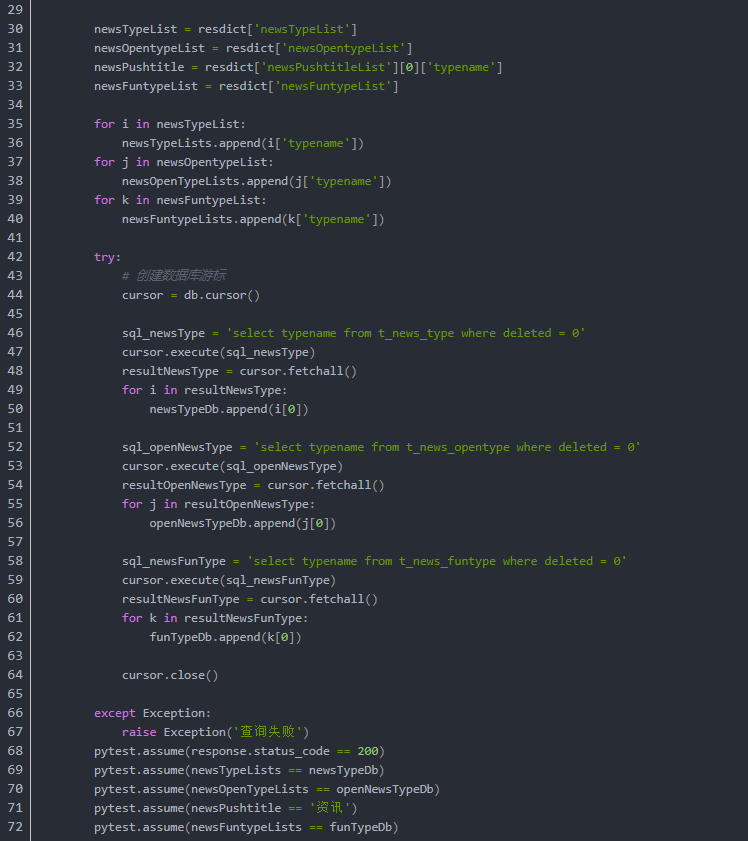 29
30 newsTypeList = resdict['newsTypeList']
31 newsOpentypeList = resdict['newsOpentypeList']
32 newsPushtitle = resdict['newsPushtitleList'][0]['typename']
33 newsFuntypeList = resdict['newsFuntypeList']
34
35 for i in newsTypeList:
36 newsTypeLists.append(i['typename'])
37 for j in newsOpentypeList:
38 newsOpenTypeLists.append(j['typename'])
39 for k in newsFuntypeList:
40 newsFuntypeLists.append(k['typename'])
41
42 try:
43 # 创建数据库游标
44 cursor = db.cursor()
45
46 sql_newsType = 'select typename from t_news_type where deleted = 0'
47 cursor.execute(sql_newsType)
48 resultNewsType = cursor.fetchall()
49 for i in resultNewsType:
50 newsTypeDb.append(i[0])
51
52 sql_openNewsType = 'select typename from t_news_opentype where deleted = 0'
53 cursor.execute(sql_openNewsType)
54 resultOpenNewsType = cursor.fetchall()
55 for j in resultOpenNewsType:
56 openNewsTypeDb.append(j[0])
57
58 sql_newsFunType = 'select typename from t_news_funtype where deleted = 0'
59 cursor.execute(sql_newsFunType)
60 resultNewsFunType = cursor.fetchall()
61 for k in resultNewsFunType:
62 funTypeDb.append(k[0])
63
64 cursor.close()
65
66 except Exception:
67 raise Exception('查询失败')
68 pytest.assume(response.status_code == 200)
69 pytest.assume(newsTypeLists == newsTypeDb)
70 pytest.assume(newsOpenTypeLists == openNewsTypeDb)
71 pytest.assume(newsPushtitle == '资讯')
72 pytest.assume(newsFuntypeLists == funTypeDb)